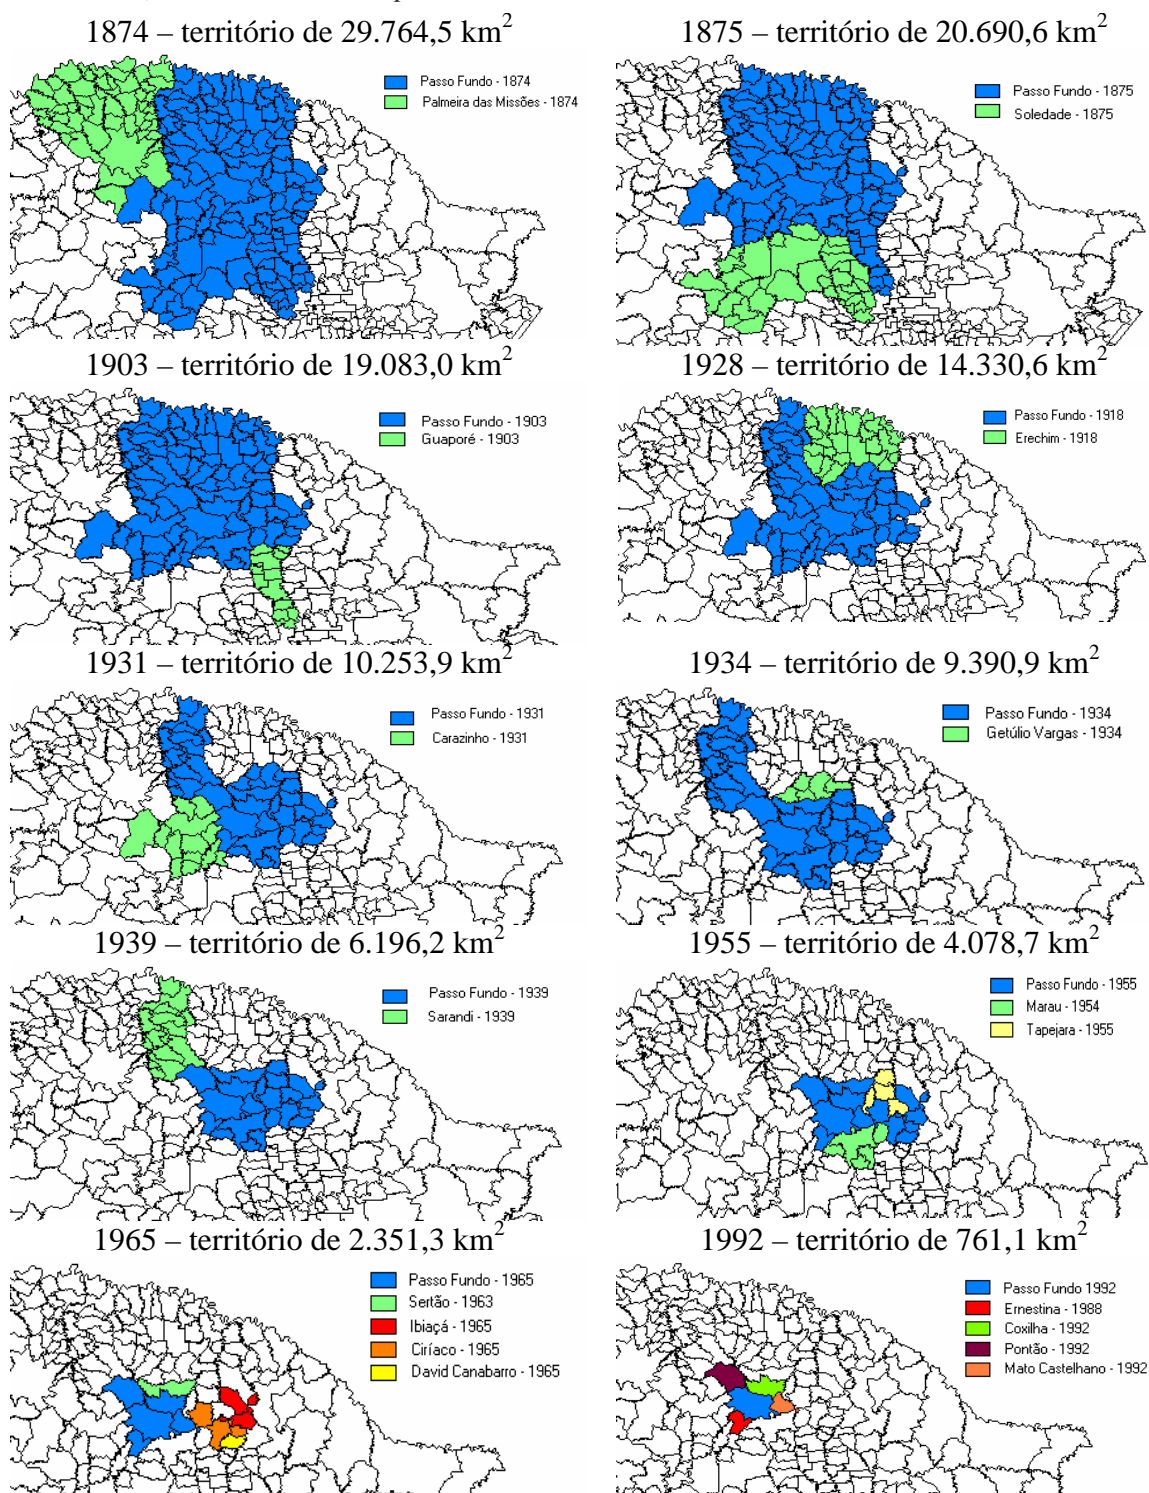 1874 – território de 29.764,5 km²
Passo Fundo - 1874
Palmeira das Missões - 1874
1875 – território de 20.690,6 km²
Passo Fundo - 1875
Soledade - 1875
1903 – território de 19.083,0 km²
Passo Fundo - 1903
Guaporé - 1903
1928 – território de 14.330,6 km²
Passo Fundo - 1918
Erechim - 1918
1931 – território de 10.253,9 km²
Passo Fundo - 1931
Carazinho - 1931
1934 – território de 9.390,9 km²
Passo Fundo - 1934
Getúlio Vargas - 1934
1939 – território de 6.196,2 km²
Passo Fundo - 1939
Sarandi - 1939
1955 – território de 4.078,7 km²
Passo Fundo - 1955
Marau - 1954
Tapejara - 1955
1965 – território de 2.351,3 km²
Passo Fundo - 1965
Sertão - 1963
Ibiaçá - 1965
Ciríaco - 1965
David Canabarro - 1965
1992 – território de 761,1 km²
Passo Fundo 1992
Ernestina - 1988
Coxilha - 1992
Pontão - 1992
Mato Castelhano - 1992